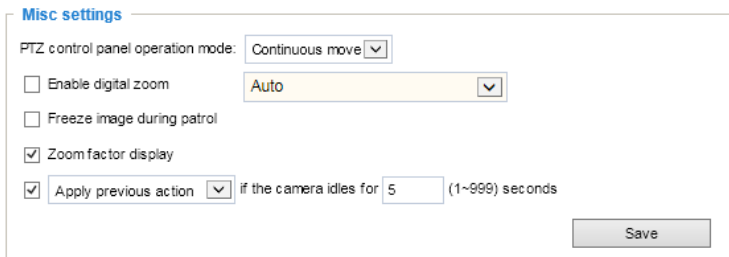 Misc settings
PTZ control panel operation mode: Continuous move
Enable digital zoom Auto
Freeze image during patrol
Zoom factor display
Apply previous action if the camera idles for 5 (1~999) seconds
Save